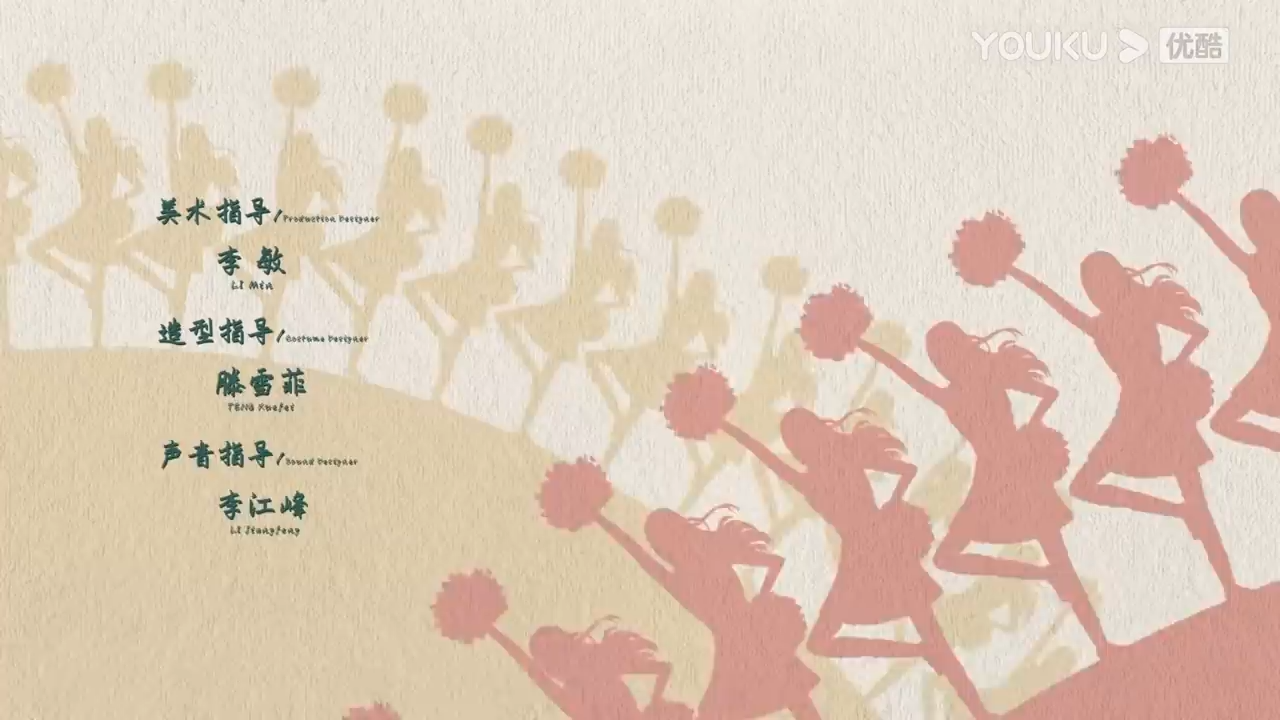 YOUKU 优酷
美术指导/Production Designer
李 敏
LI Min
造型指导/Costume Designer
滕雪菲
TENG Xuefei
声音指导/Sound Designer
李江峰
LI Jiangfeng